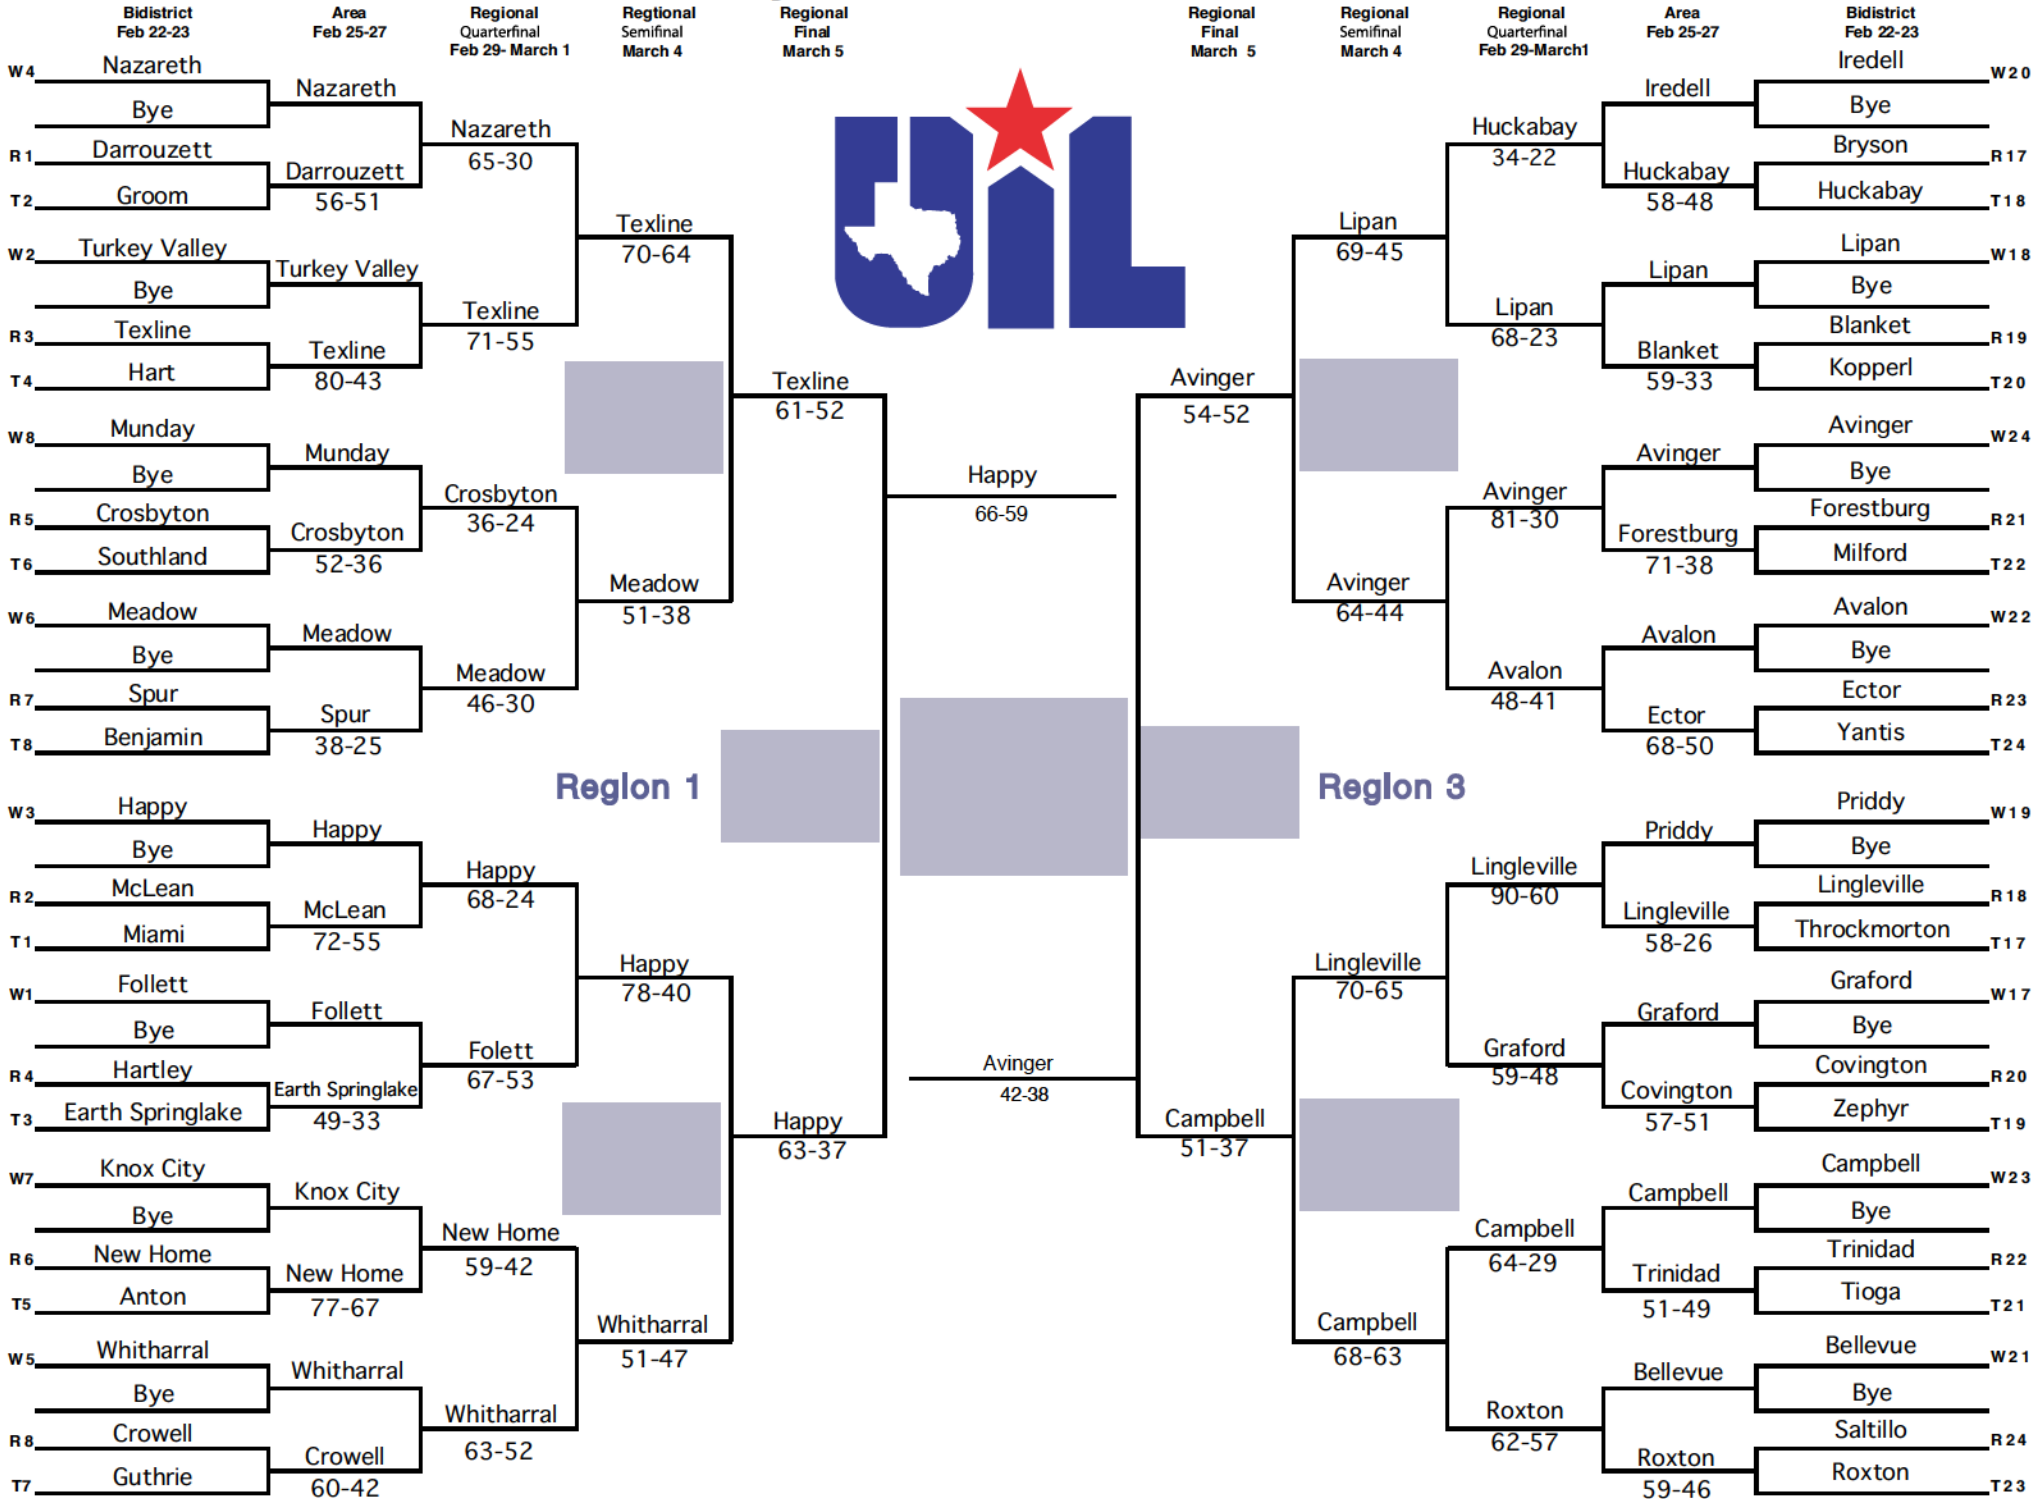 Bidistrict
Feb 22-23
Area
Feb 25-27
Regional
Quarterfinal
Feb 29- March 1
Regtional
Semifinal
March 4
Regional
Final
March 5
Regional
Final
March 5
Regional
Semifinal
March 4
Regional
Quarterfinal
Feb 29-March1
Area
Feb 25-27
Bidistrict
Feb 22-23
W4 Nazareth
Bye
R1 Darrouzett
T2 Groom
W2 Turkey Valley
Bye
R3 Texline
T4 Hart
W8 Munday
Bye
R5 Crosbyton
T6 Southland
W6 Meadow
Bye
R7 Spur
T8 Benjamin
W3 Happy
Bye
R2 McLean
T1 Miami
W1 Follett
Bye
R4 Hartley
T3 Earth Springlake
W7 Knox City
Bye
R6 New Home
T5 Anton
W5 Whitharral
Bye
R8 Crowell
T7 Guthrie
Nazareth
Darrouzett
56-51
Turkey Valley
Texline
80-43
Munday
Crosbyton
52-36
Meadow
Spur
38-25
Happy
McLean
72-55
Follett
Earth Springlake
49-33
Knox City
New Home
77-67
Whitharral
Crowell
60-42
Nazareth
65-30
Texline
71-55
Crosbyton
36-24
Meadow
46-30
Happy
68-24
Folett
67-53
New Home
59-42
Whitharral
63-52
Texline
70-64
Meadow
51-38
Happy
78-40
Whitharral
51-47
Texline
61-52
Happy
63-37
Region 1
UIL
Happy
66-59
Avinger
42-38
Region 3
Avinger
54-52
Campbell
51-37
Lipan
69-45
Avinger
64-44
Lingleville
70-65
Campbell
68-63
Huckabay
34-22
Lipan
68-23
Avinger
81-30
Avalon
48-41
Lingleville
90-60
Graford
59-48
Campbell
64-29
Roxton
62-57
Iredell
Huckabay
58-48
Lipan
Blanket
59-33
Avinger
Forestburg
71-38
Avalon
Ector
68-50
Priddy
Lingleville
58-26
Graford
Covington
57-51
Campbell
Trinidad
51-49
Bellevue
Roxton
59-46
Iredell W20
Bye
Bryson R17
Huckabay T18
Lipan W18
Bye
Blanket R19
Kopperl T20
Avinger W24
Bye
Forestburg R21
Milford T22
Avalon W22
Bye
Ector R23
Yantis T24
Priddy W19
Bye
Lingleville R18
Throckmorton T17
Graford W17
Bye
Covington R20
Zephyr T19
Campbell W23
Bye
Trinidad R22
Tioga T21
Bellevue W21
Bye
Saltillo R24
Roxton T23